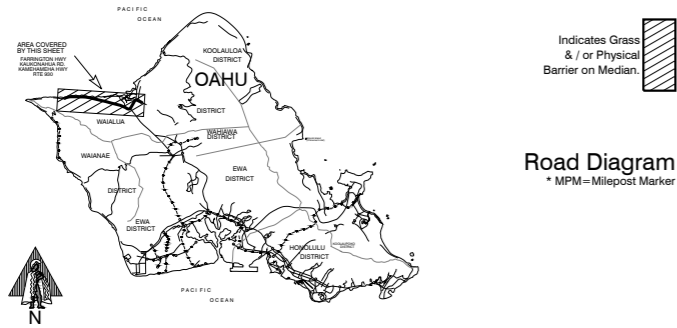 PACIFIC
OCEAN
AREA COVERED
BY THIS SHEET
FARRINGTON HWY
KAUKONAHUA RD.
KAMEHAMEHA HWY
RTE 930
KOOLAULOA
DISTRICT
OAHU
DISTRICT
WAIALUA
WAHIAWA
DISTRICT
WAIANAE
EWA
DISTRICT
DISTRICT
EWA
DISTRICT
HONOLULU
DISTRICT
PACIFIC
OCEAN
N
Indicates Grass
& / or Physical
Barrier on Median.
Road Diagram
* MPM=Milepost Marker